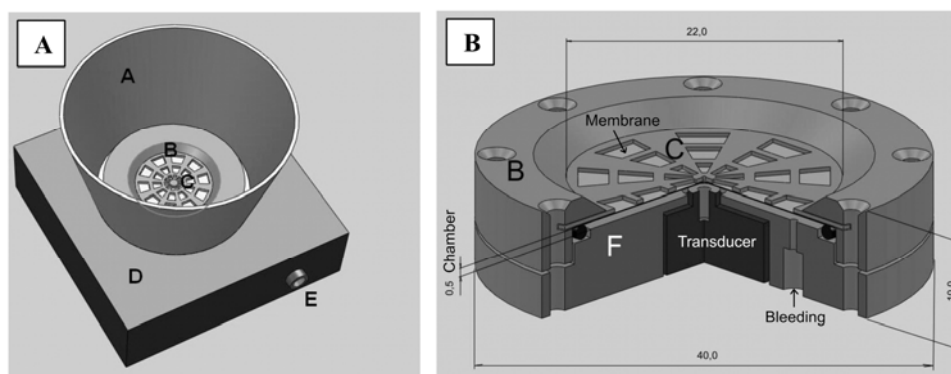 A
A
B
C
D
E
B
22,0
Membrane
C
B
F
Transducer
Chamber
0,5
Bleeding
40,0